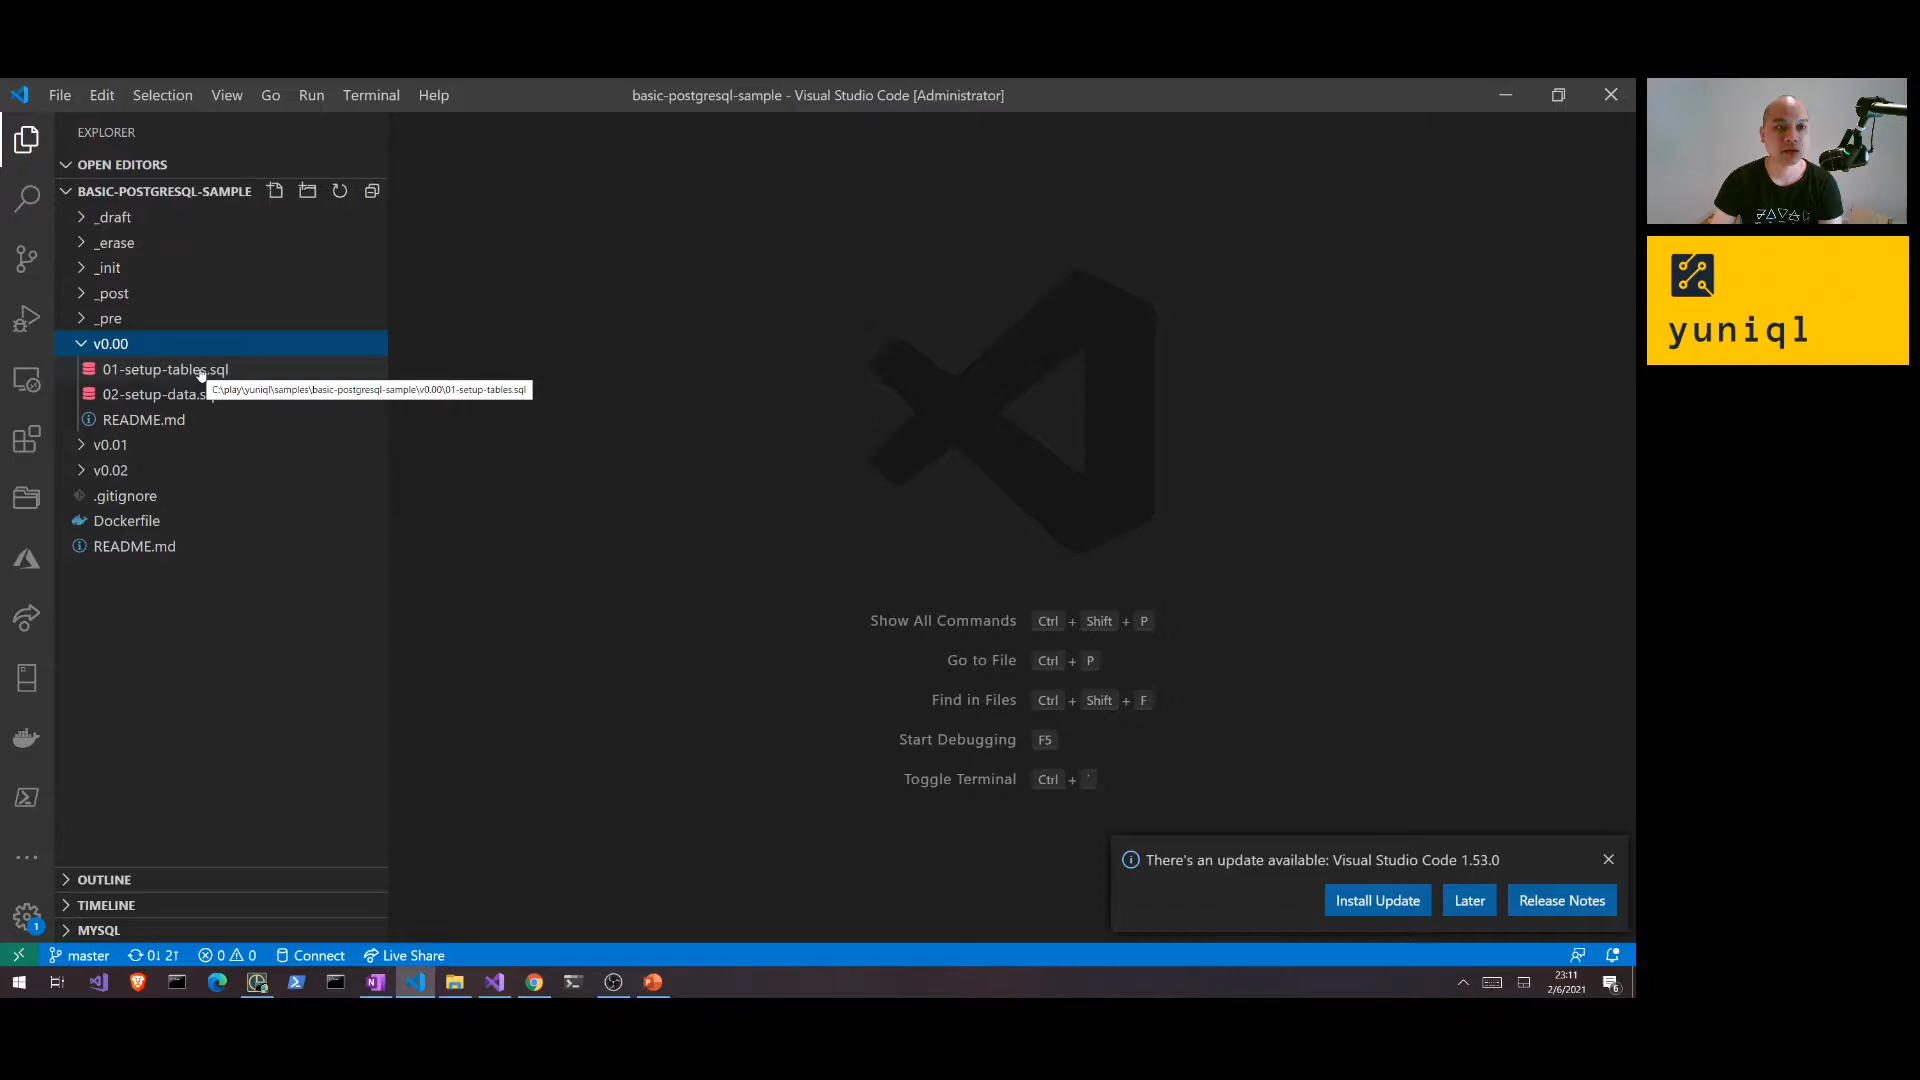 File Edit Selection View Go Run Terminal Help
basic-postgresql-sample - Visual Studio Code [Administrator]
EXPLORER
OPEN EDITORS
BASIC-POSTGRESQL-SAMPLE
_draft
_erase
_init
_post
_pre
v0.00
01-setup-tables.sql
C:\play\yuniql\samples\basic-postgresql-sample\v0.00\01-setup-tables.sql
02-setup-data.s
README.md
v0.01
v0.02
.gitignore
Dockerfile
README.md
Show All Commands Ctrl + Shift + P
Go to File Ctrl + P
Find in Files Ctrl + Shift + F
Start Debugging F5
Toggle Terminal Ctrl + `
There's an update available: Visual Studio Code 1.53.0
Install Update Later Release Notes
OUTLINE
TIMELINE
MYSQL
1
master 0↓ 2↑ 0 0 Connect Live Share
23:11
2/6/2021
6
yuniql